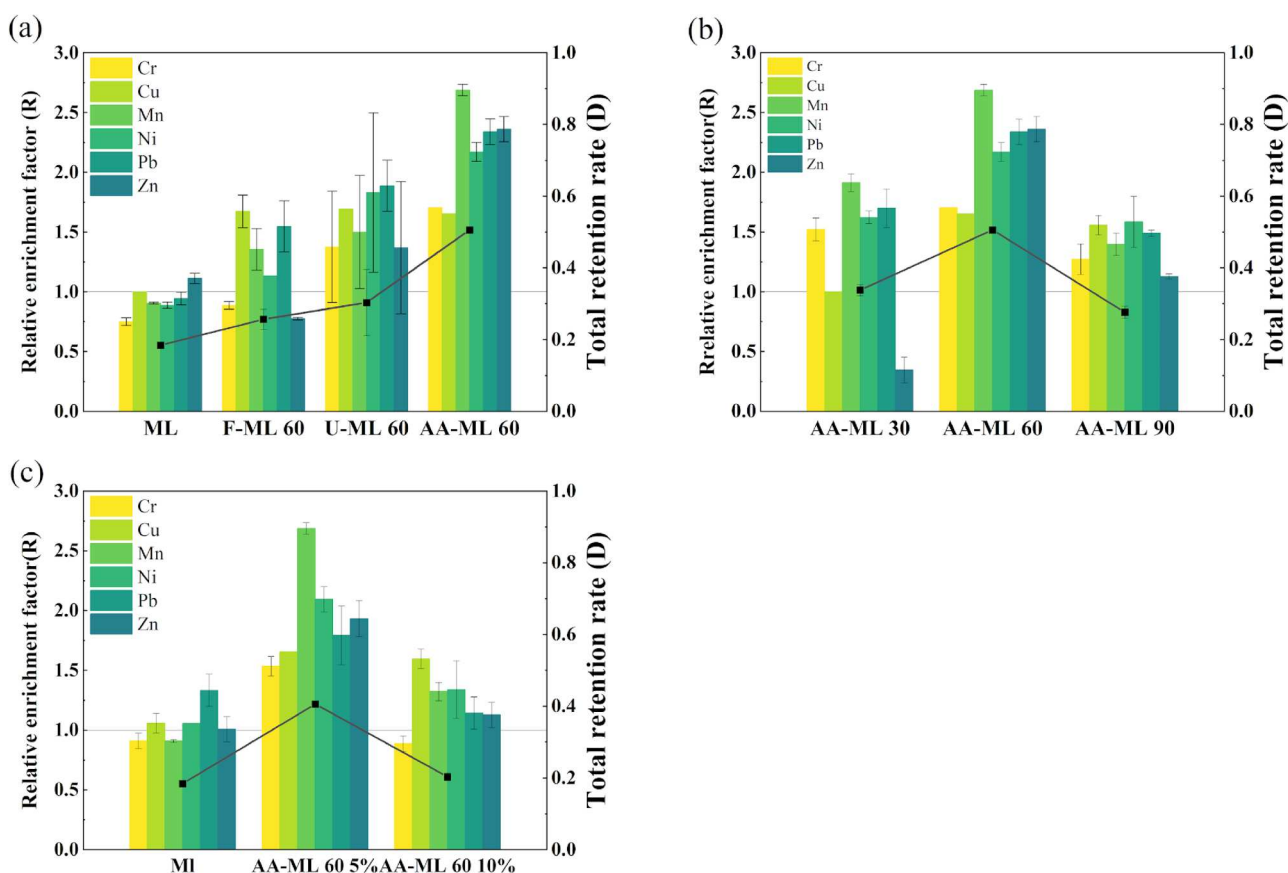 (a)
3.0
2.5
2.0
1.5
1.0
0.5
0.0
Relative enrichment factor (R)
Cr
Cu
Mn
Ni
Pb
Zn
ML
F-ML 60
U-ML 60
AA-ML 60
1.0
0.8
0.6
0.4
0.2
0.0
Total retention rate (D)
(b)
3.0
2.5
2.0
1.5
1.0
0.5
0.0
Rrelative enrichment factor(R)
Cr
Cu
Mn
Ni
Pb
Zn
AA-ML 30
AA-ML 60
AA-ML 90
1.0
0.8
0.6
0.4
0.2
0.0
Total retention rate (D)
(c)
3.0
2.5
2.0
1.5
1.0
0.5
0.0
Relative enrichment factor(R)
Cr
Cu
Mn
Ni
Pb
Zn
Ml
AA-ML 60 5%
AA-ML 60 10%
1.0
0.8
0.6
0.4
0.2
0.0
Total retention rate (D)